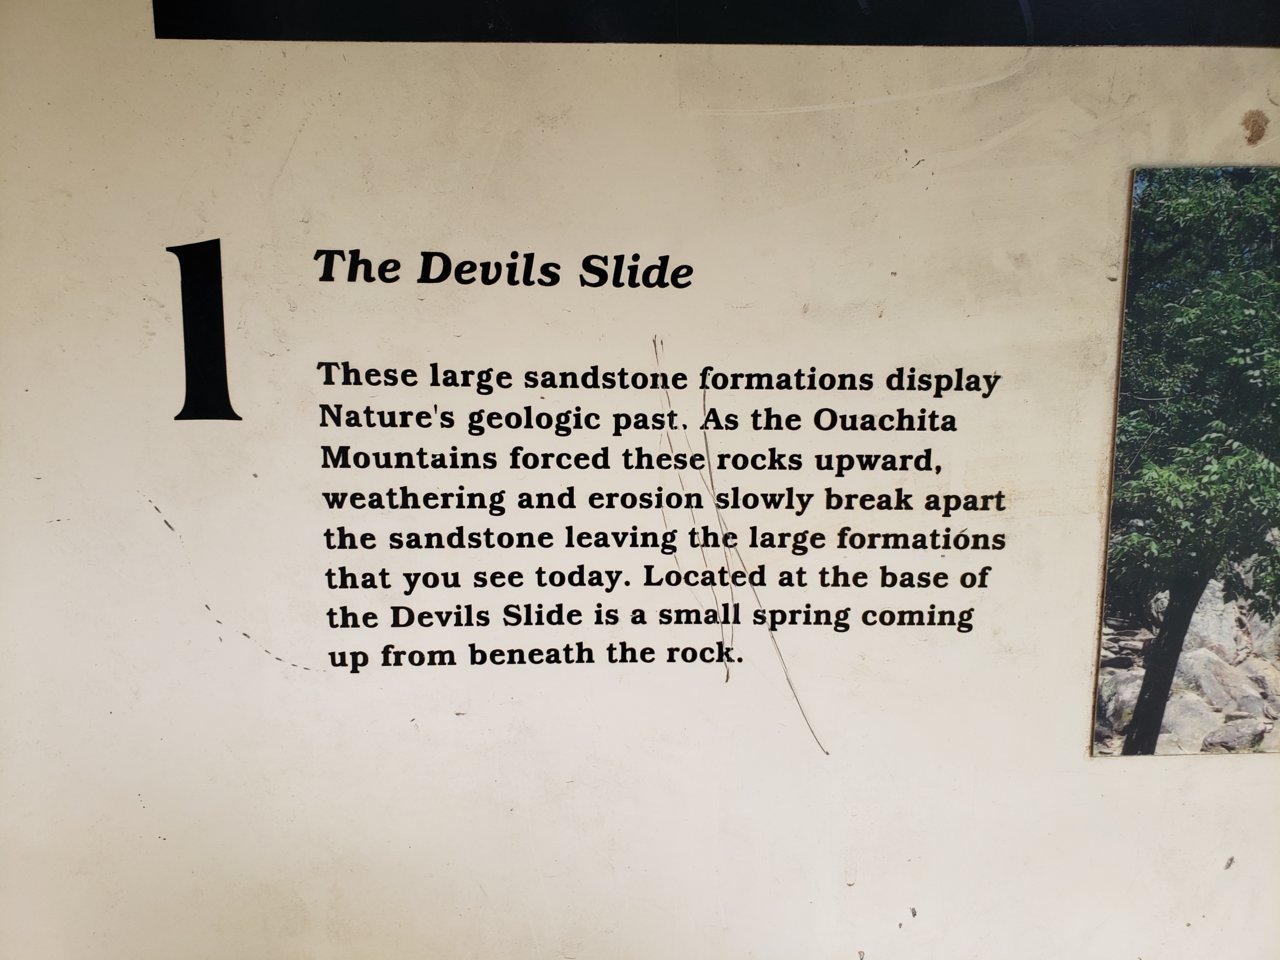 1
The Devils Slide
These large sandstone formations display
Nature's geologic past. As the Ouachita
Mountains forced these rocks upward,
weathering and erosion slowly break apart
the sandstone leaving the large formations
that you see today. Located at the base of
the Devils Slide is a small spring coming
up from beneath the rock.